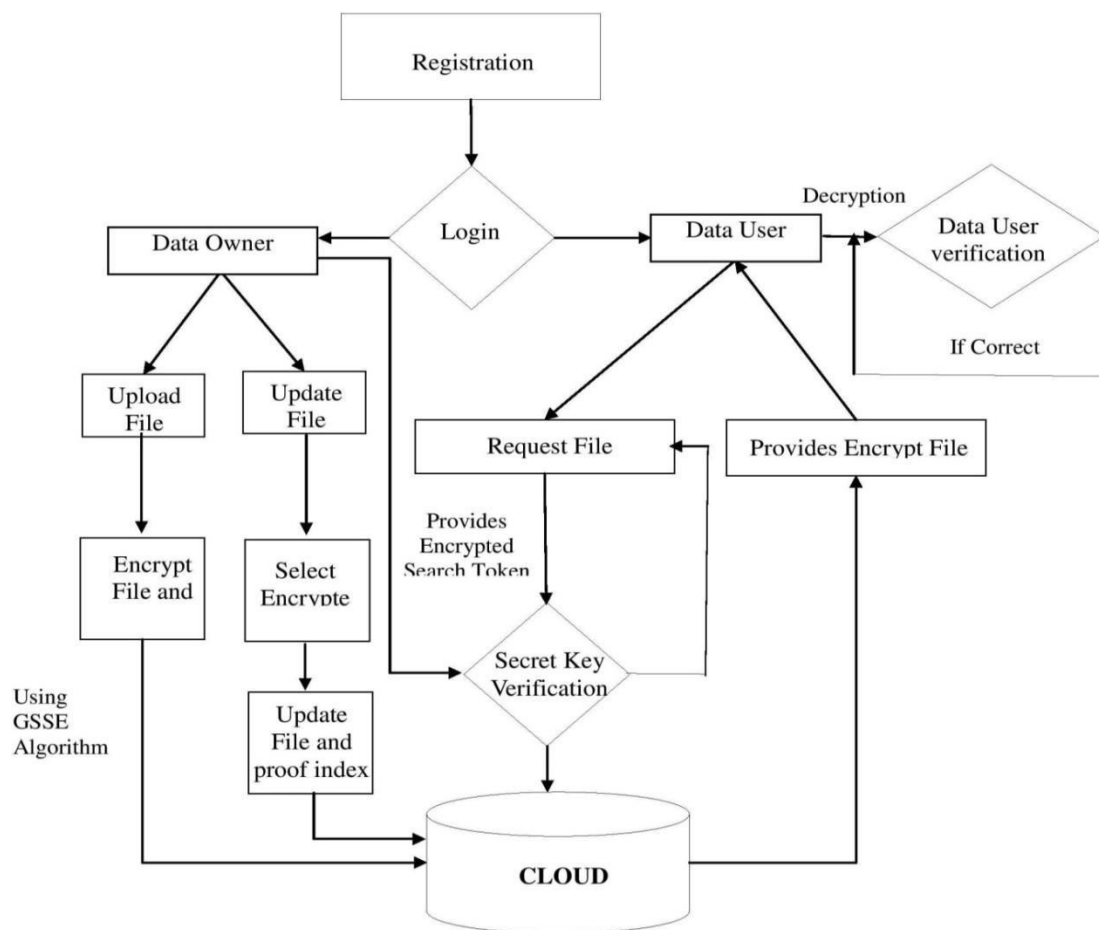 Registration
Login
Decryption
Data Owner
Data User
Data User
verification
If Correct
Upload
File
Update
File
Request File
Provides Encrypt File
Provides
Encrypted
Search Token
Encrypt
File and
Select
Encrypte
Secret Key
Verification
Using
GSSE
Algorithm
Update
File and
proof index
CLOUD